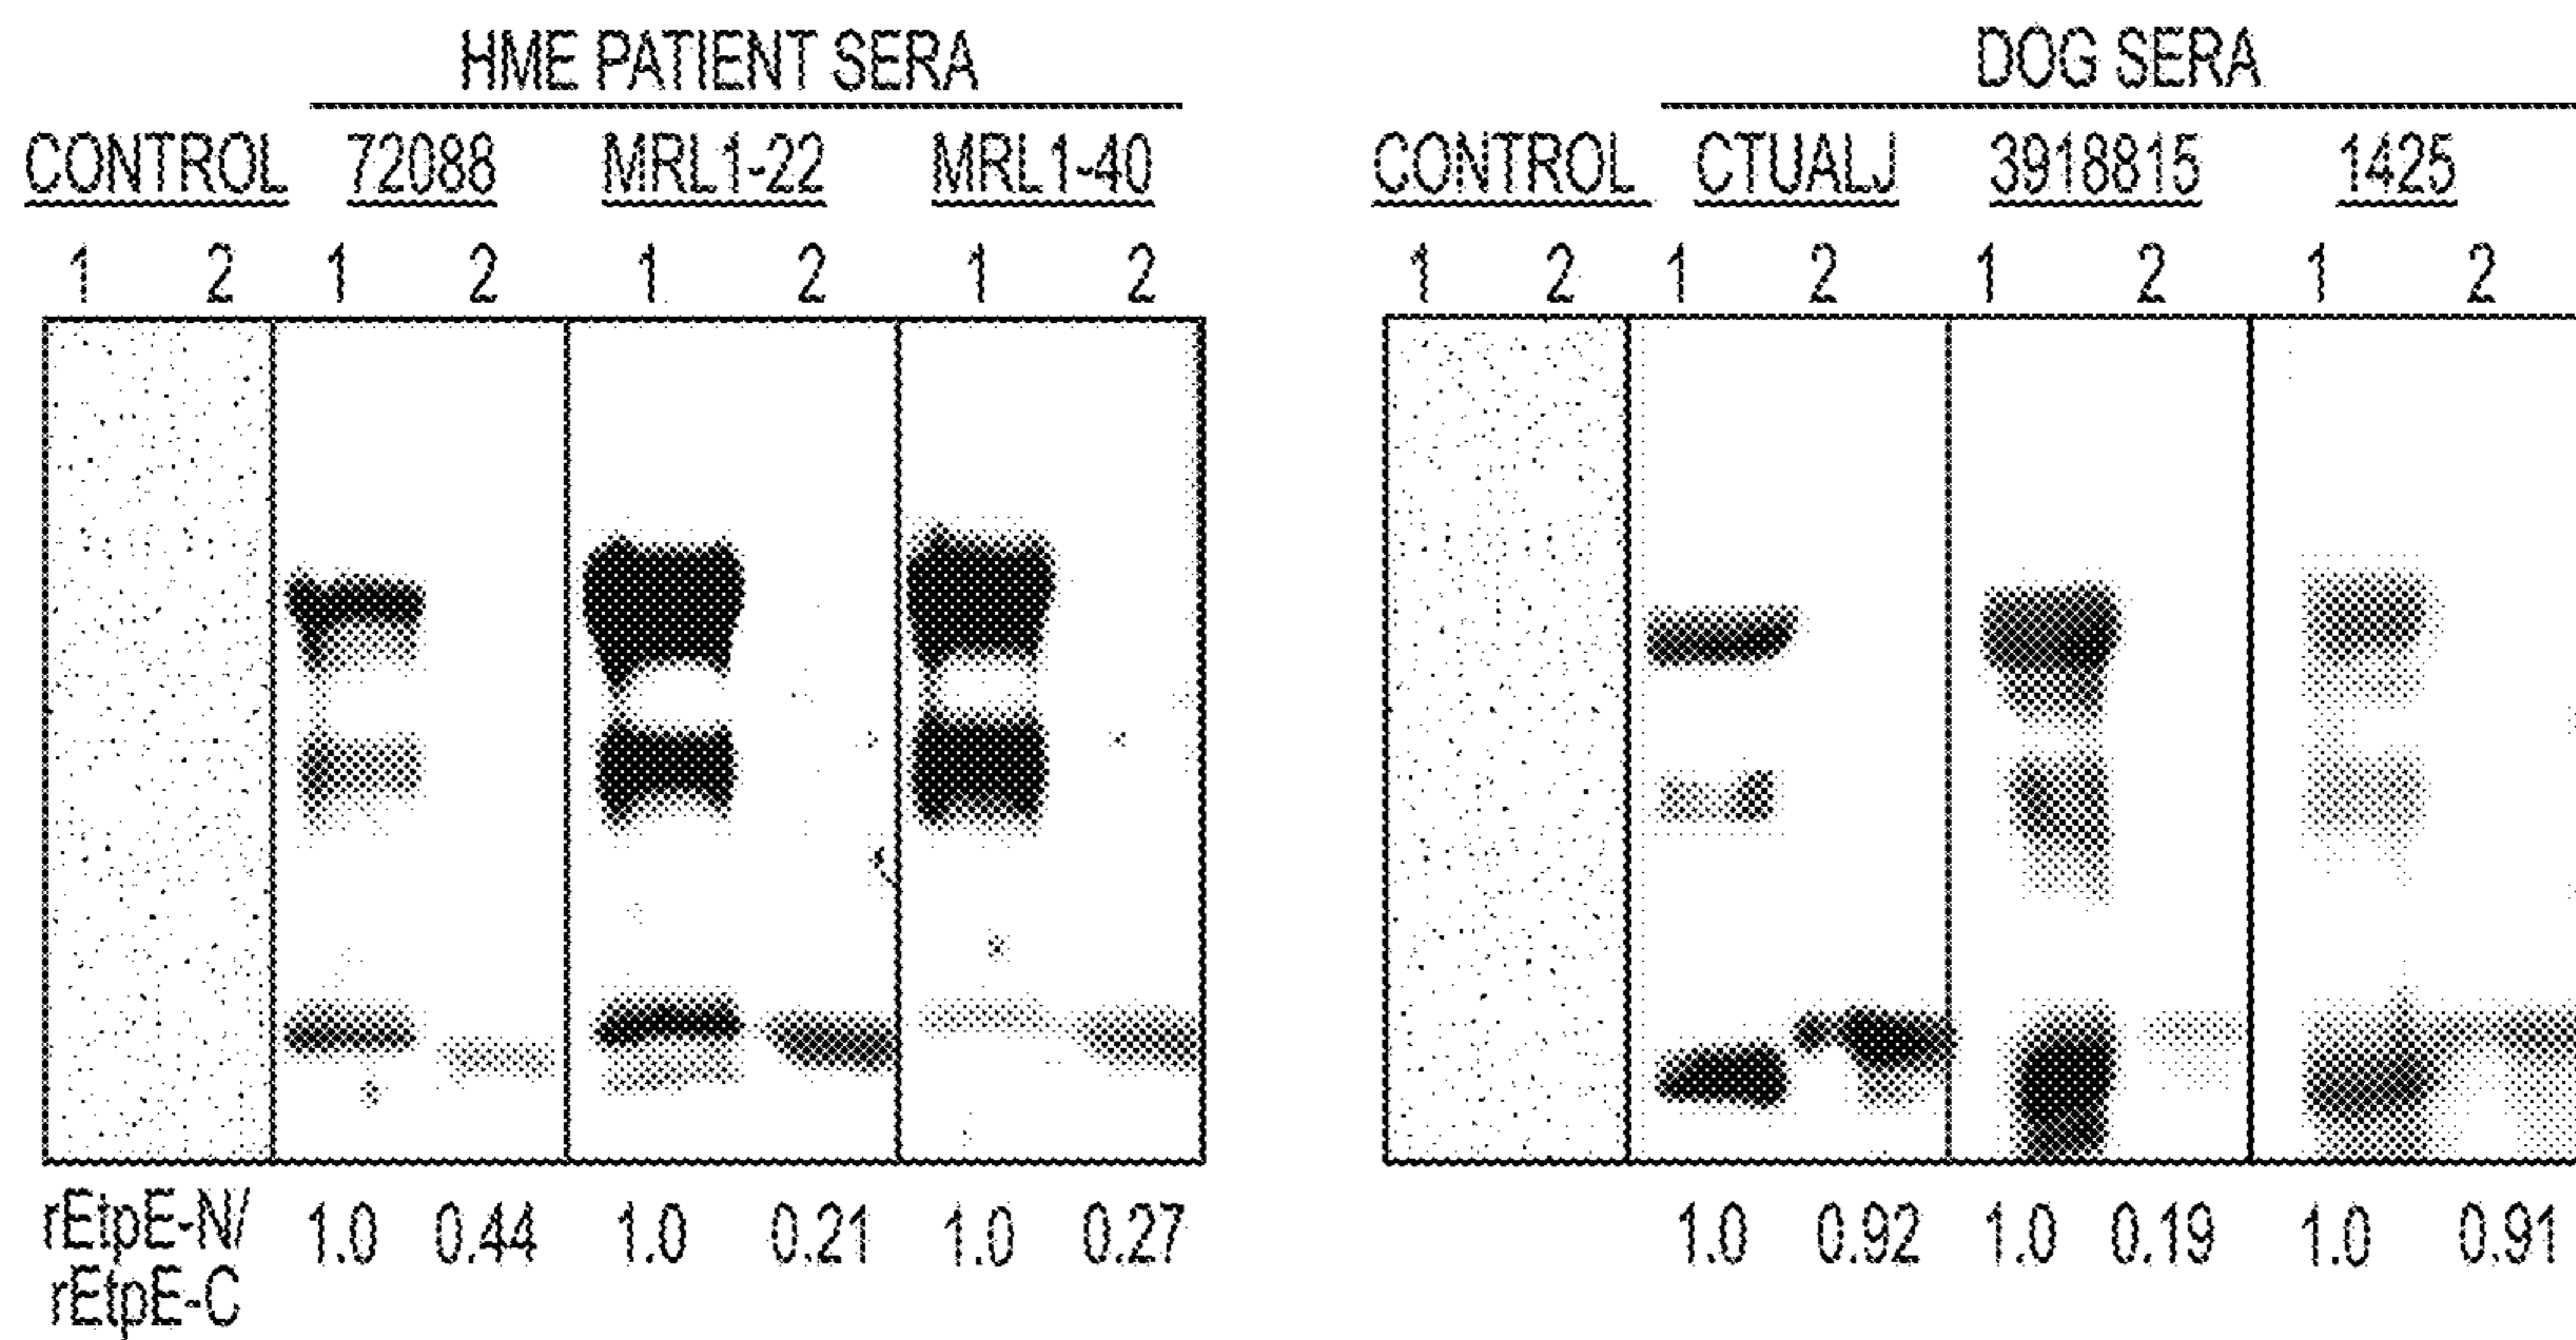 HME PATIENT SERA
DOG SERA
CONTROL 72088 MRL1-22 MRL1-40
CONTROL CTUALJ 3918815 1425
1 2 1 2 1 2 1 2
1 2 1 2 1 2 1 2
rEtpE-N/ 1.0 0.44 1.0 0.21 1.0 0.27
1.0 0.92 1.0 0.19 1.0 0.91
rEtpE-C